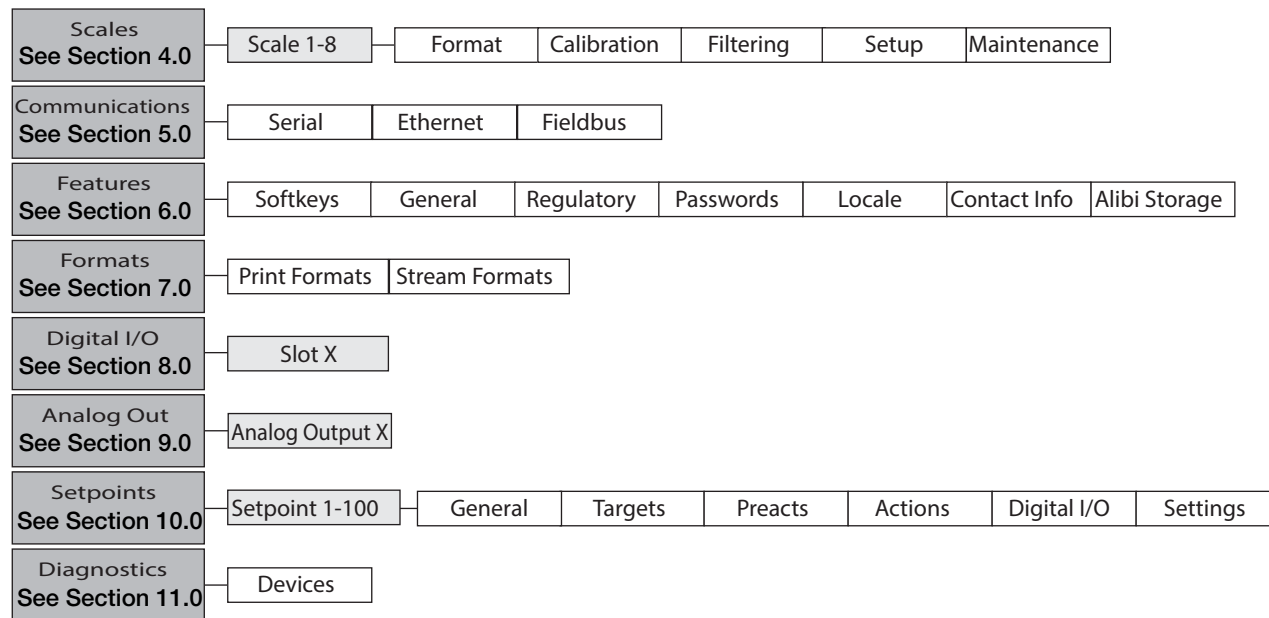 Scales
See Section 4.0
Scale 1-8
Format
Calibration
Filtering
Setup
Maintenance
Communications
See Section 5.0
Serial
Ethernet
Fieldbus
Features
See Section 6.0
Softkeys
General
Regulatory
Passwords
Locale
Contact Info
Alibi Storage
Formats
See Section 7.0
Print Formats
Stream Formats
Digital I/O
See Section 8.0
Slot X
Analog Out
See Section 9.0
Analog Output X
Setpoints
See Section 10.0
Setpoint 1-100
General
Targets
Preacts
Actions
Digital I/O
Settings
Diagnostics
See Section 11.0
Devices